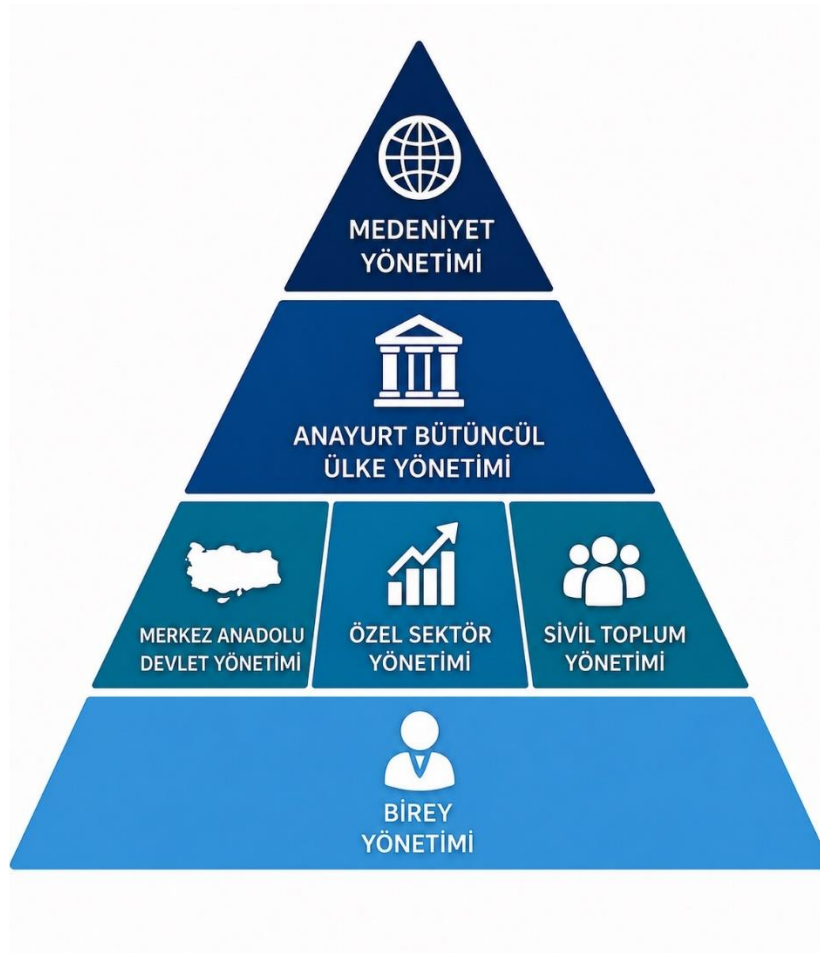 MEDENİYET
YÖNETİMİ
ANAYURT BÜTÜNCÜL
ÜLKE YÖNETİMİ
MERKEZ ANADOLU
DEVLET YÖNETİMİ
ÖZEL SEKTÖR
YÖNETİMİ
SİVİL TOPLUM
YÖNETİMİ
BİREY
YÖNETİMİ